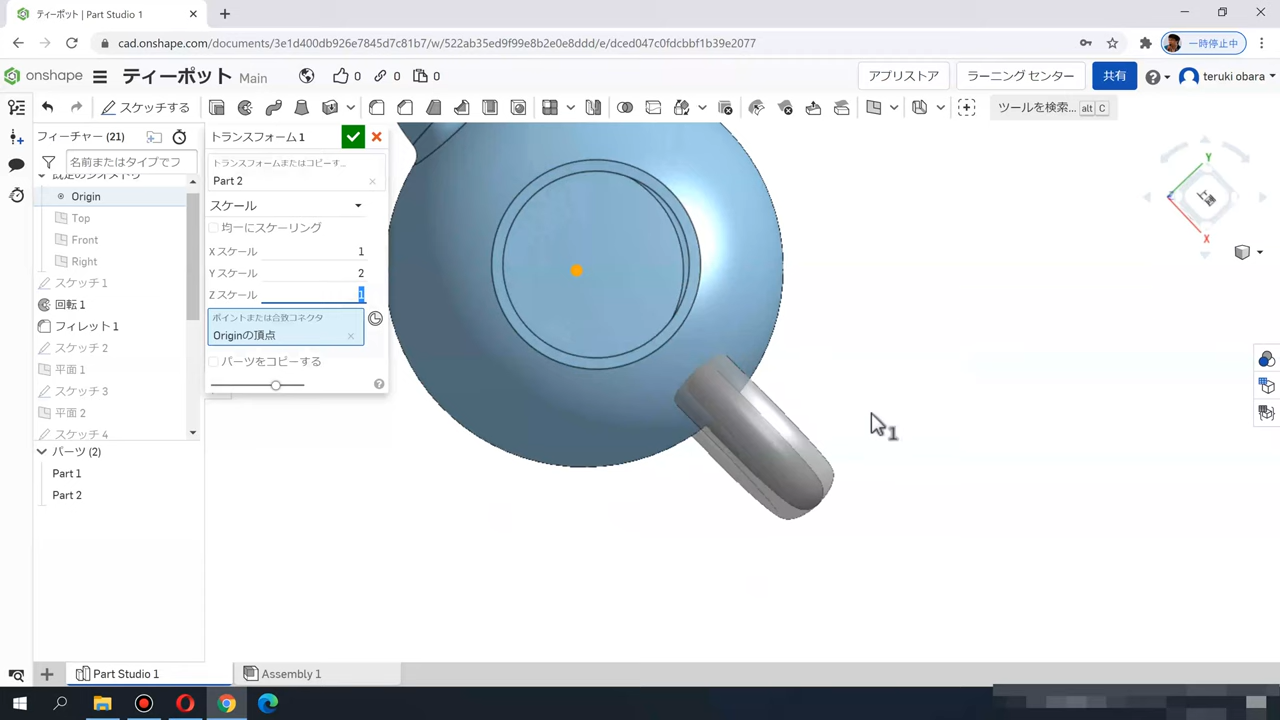 ティーポット | Part Studio 1
cad.onshape.com/documents/3e1d400db926e7845d7c81b7/w/522ab35ae7f69e8b2e0e8ddd/e/dced047c0fdcbbf1b39e2077
一時停止中
onshape
ティーポット
Main
0
0
0
アプリストア
ラーニング センター
共有
teruki obara
スケッチする
ツールを検索...
alt
C
フィーチャー (21)
名前またはタイプでフ
Origin
Top
Front
Right
スケッチ 1
回転 1
フィレット 1
スケッチ 2
平面 1
スケッチ 3
平面 2
スケッチ 4
パーツ (2)
Part 1
Part 2
トランスフォーム 1
トランスフォームまたはコピーす...
Part 2
スケール
均一にスケーリング
X スケール 1
Y スケール 2
Z スケール 1
ポイントまたは合致コネクタ
Originの頂点
パーツをコピーする
1
Y
X
Part Studio 1
Assembly 1